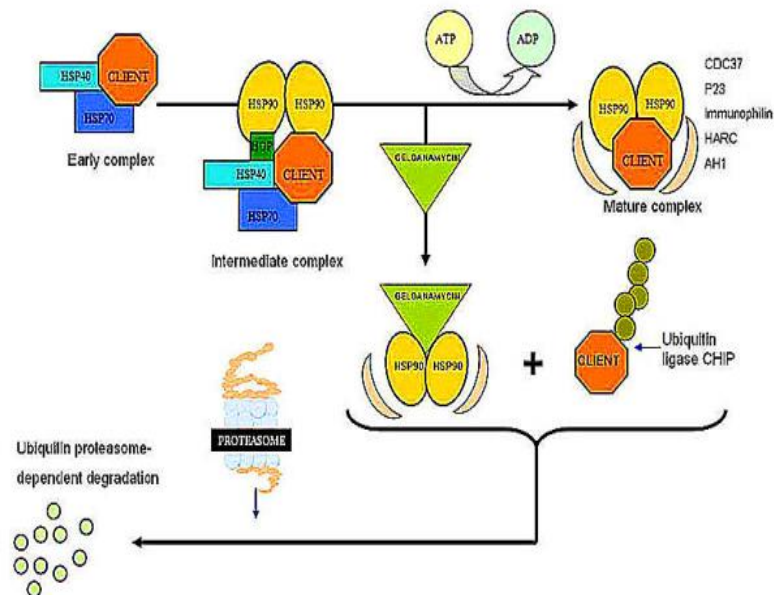 HSP40
CLIENT
HSP70
Early complex
HSP90
HSP90
HOP
HSP40
CLIENT
HSP70
Intermediate complex
ATP
ADP
GELDANAMYCIN
HSP90
HSP90
CLIENT
Mature complex
CDC37
P23
Immunophilin
HARC
AH1
GELDANAMYCIN
HSP90
HSP90
+
CLIENT
Ubiquitin
ligase CHIP
PROTEASOME
Ubiquilin proteasome-
dependent degradation